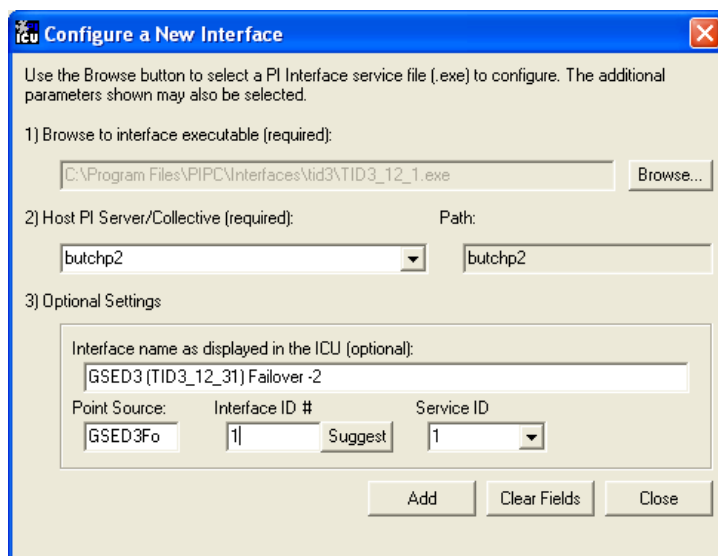 ICU Configure a New Interface
Use the Browse button to select a PI Interface service file (.exe) to configure. The additional
parameters shown may also be selected.
1) Browse to interface executable (required):
C:\Program Files\PIPC\Interfaces\tid3\TID3_12_1.exe Browse...
2) Host PI Server/Collective (required): Path:
butchp2 butchp2
3) Optional Settings
Interface name as displayed in the ICU (optional):
GSED3 (TID3_12_31) Failover -2
Point Source: Interface ID # Service ID
GSED3Fo 1 Suggest 1
Add Clear Fields Close